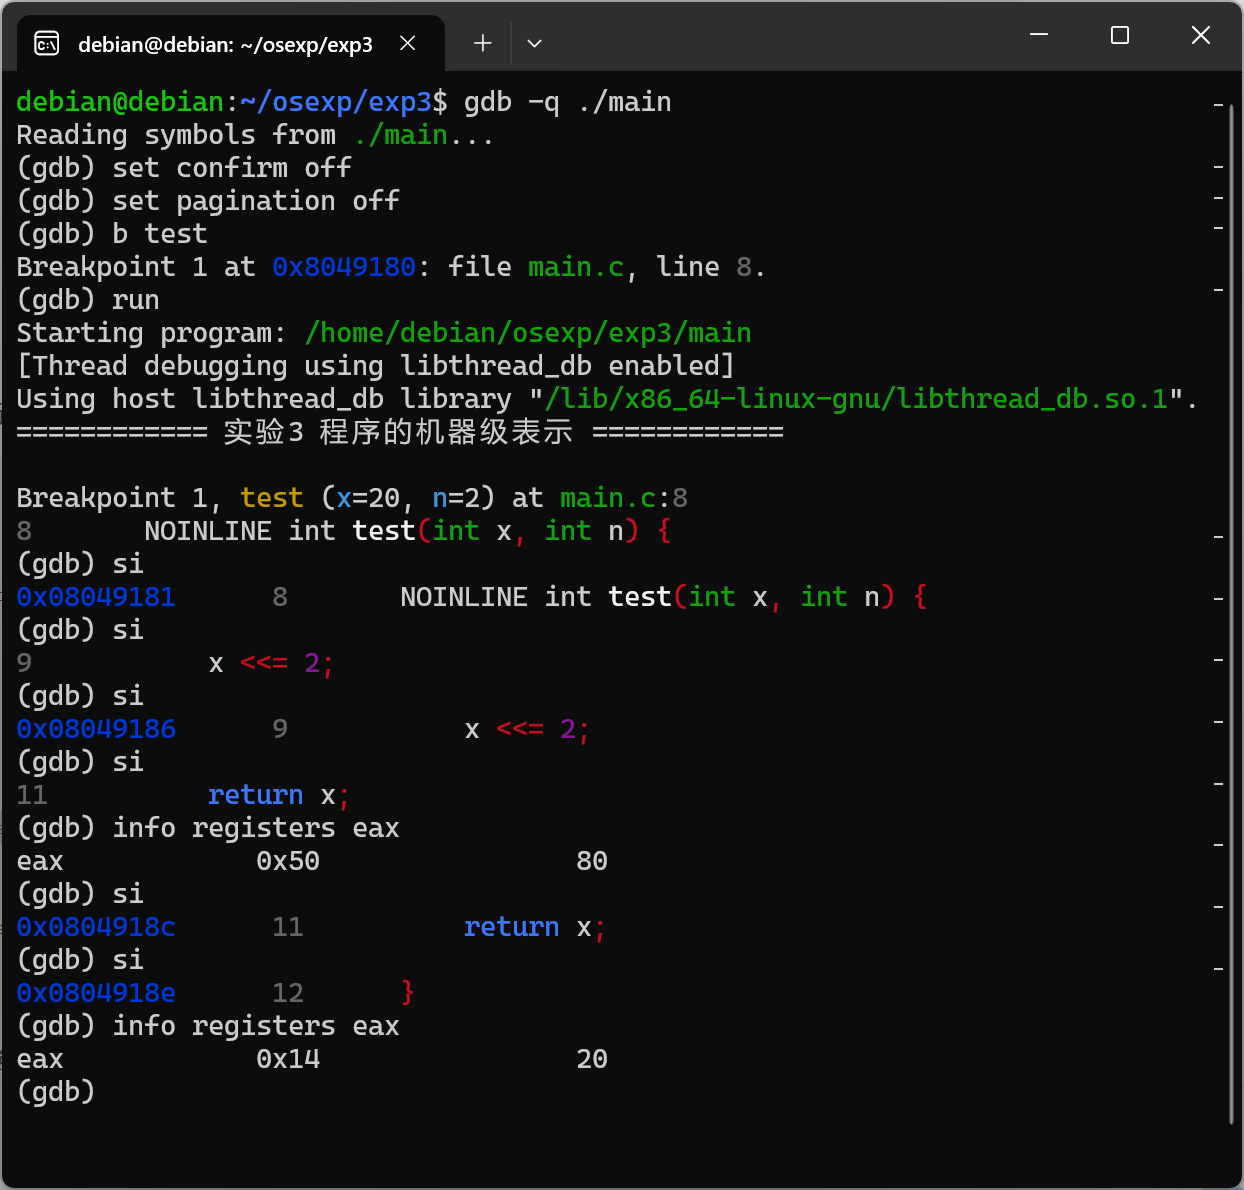 debian@debian: ~/osexp/exp3
debian@debian:~/osexp/exp3$ gdb -q ./main
Reading symbols from ./main...
(gdb) set confirm off
(gdb) set pagination off
(gdb) b test
Breakpoint 1 at 0x8049180: file main.c, line 8.
(gdb) run
Starting program: /home/debian/osexp/exp3/main
[Thread debugging using libthread_db enabled]
Using host libthread_db library "/lib/x86_64-linux-gnu/libthread_db.so.1".
============ 实验3 程序的机器级表示 ============
Breakpoint 1, test (x=20, n=2) at main.c:8
8       NOINLINE int test(int x, int n) {
(gdb) si
0x08049181      8       NOINLINE int test(int x, int n) {
(gdb) si
9           x <<= 2;
(gdb) si
0x08049186      9           x <<= 2;
(gdb) si
11          return x;
(gdb) info registers eax
eax            0x50                80
(gdb) si
0x0804918c      11          return x;
(gdb) si
0x0804918e      12      }
(gdb) info registers eax
eax            0x14                20
(gdb)